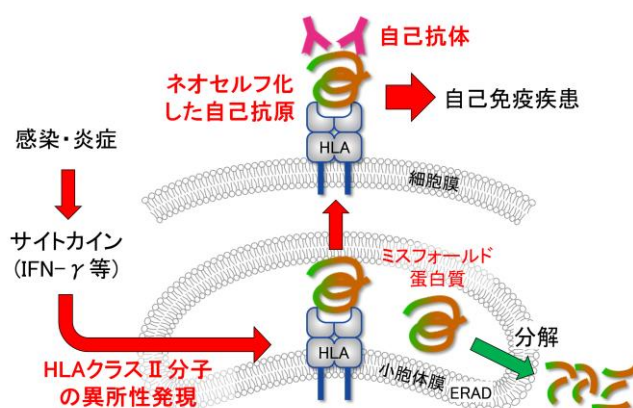 自己抗体
ネオセルフ化
した自己抗原
自己免疫疾患
感染・炎症
HLA
細胞膜
サイトカイン
(IFN-γ等)
ミスフォールド
蛋白質
分解
HLAクラスⅡ分子
の異所性発現
HLA
小胞体膜
ERAD